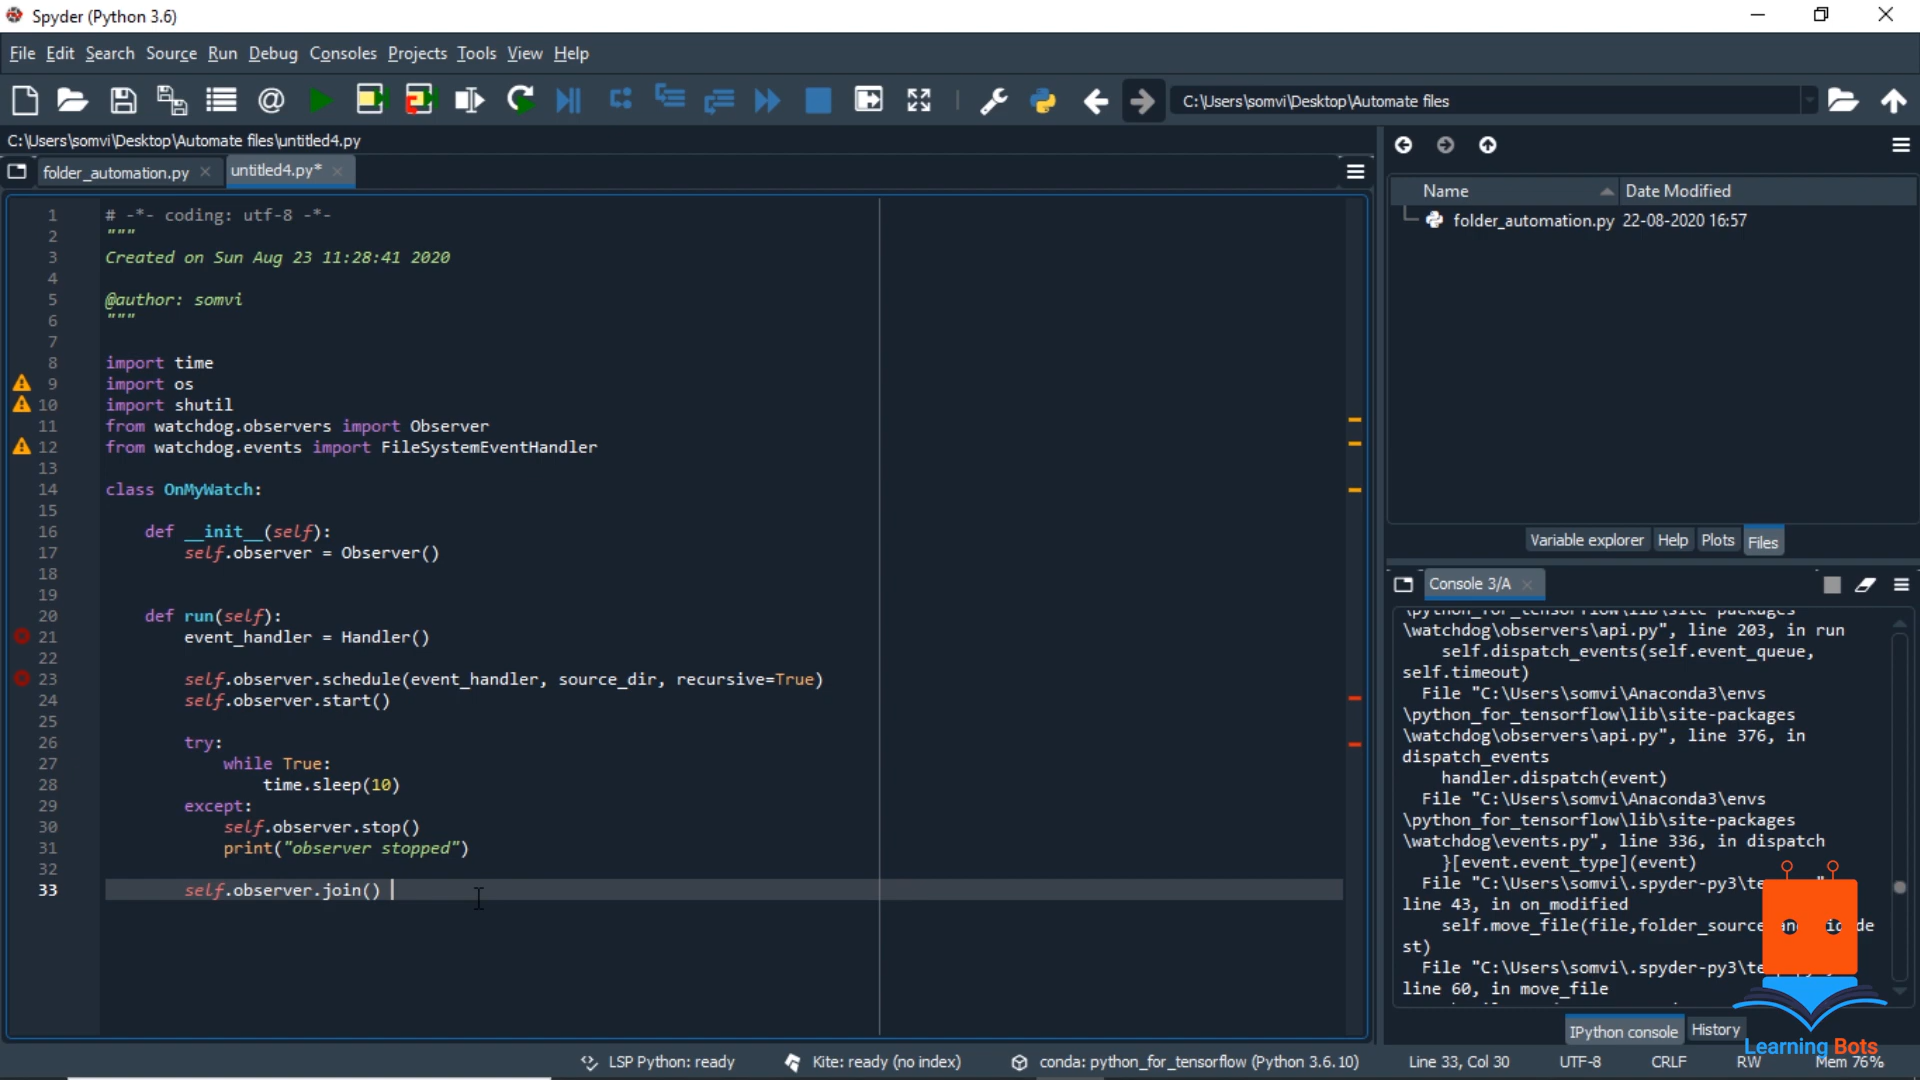 Spyder (Python 3.6)
File Edit Search Source Run Debug Consoles Projects Tools View Help
C:\Users\somvi\Desktop\Automate files
C:\Users\somvi\Desktop\Automate files\untitled4.py
folder_automation.py
untitled4.py*
1 # -*- coding: utf-8 -*-
2 """
3 Created on Sun Aug 23 11:28:41 2020
4
5 @author: somvi
6 """
7
8 import time
9 import os
10 import shutil
11 from watchdog.observers import Observer
12 from watchdog.events import FileSystemEventHandler
13
14 class OnMyWatch:
15
16 def __init__(self):
17 self.observer = Observer()
18
19
20 def run(self):
21 event_handler = Handler()
22
23 self.observer.schedule(event_handler, source_dir, recursive=True)
24 self.observer.start()
25
26 try:
27 while True:
28 time.sleep(10)
29 except:
30 self.observer.stop()
31 print("observer stopped")
32
33 self.observer.join()
Name Date Modified
folder_automation.py 22-08-2020 16:57
Variable explorer Help Plots Files
Console 3/A
\python_for_tensorflow\lib\site-packages
\watchdog\observers\api.py", line 203, in run
self.dispatch_events(self.event_queue,
self.timeout)
File "C:\Users\somvi\Anaconda3\envs
\python_for_tensorflow\lib\site-packages
\watchdog\observers\api.py", line 376, in
dispatch_events
handler.dispatch(event)
File "C:\Users\somvi\Anaconda3\envs
\python_for_tensorflow\lib\site-packages
\watchdog\events.py", line 336, in dispatch
}[event.event_type](event)
File "C:\Users\somvi\.spyder-py3\te
line 43, in on_modified
self.move_file(file,folder_source de
st)
File "C:\Users\somvi\.spyder-py3\te
line 60, in move_file
IPython console History
Learning Bots
LSP Python: ready
Kite: ready (no index)
conda: python_for_tensorflow (Python 3.6.10)
Line 33, Col 30
UTF-8
CRLF
RW
Mem 76%